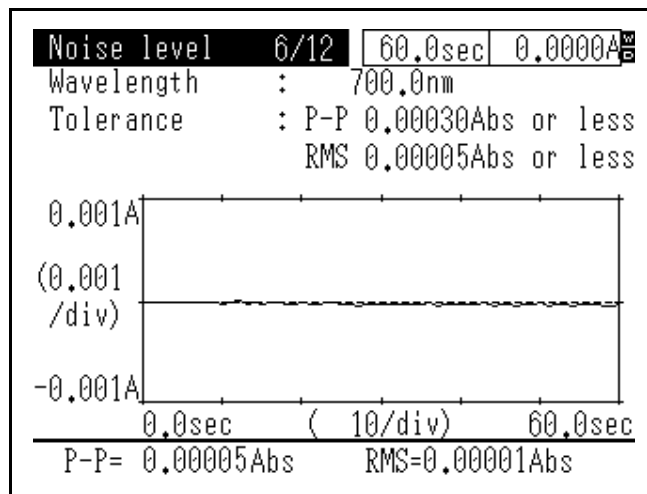 Noise level 6/12 60.0sec 0.0000A WD
Wavelength : 700.0nm
Tolerance : P-P 0.00030Abs or less
RMS 0.00005Abs or less
0.001A
(0.001
/div)
-0.001A
0.0sec ( 10/div) 60.0sec
P-P= 0.00005Abs RMS=0.00001Abs